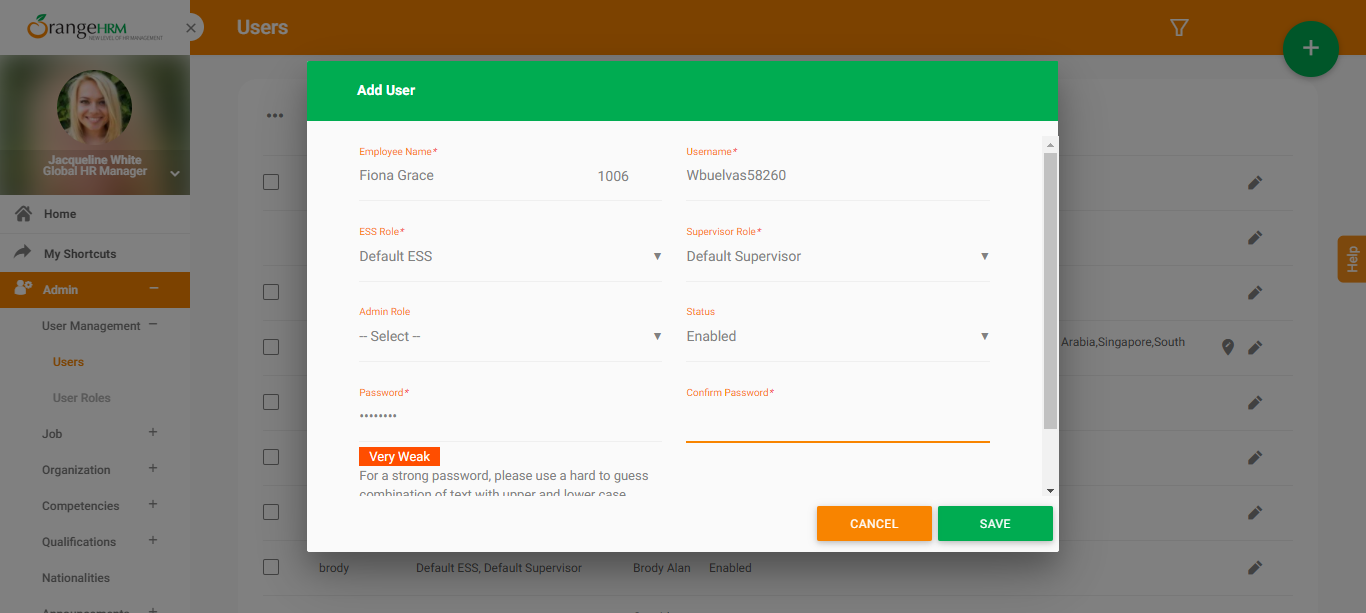 OrangeHRM
NEW LEVEL OF HR MANAGEMENT
Users
Jacqueline White
Global HR Manager
Home
My Shortcuts
Admin
User Management
Users
User Roles
Job
Organization
Competencies
Qualifications
Nationalities
Announcements
Add User
Employee Name*
Fiona Grace 1006
Username*
Wbuelvas58260
ESS Role*
Default ESS
Supervisor Role*
Default Supervisor
Admin Role
-- Select --
Status
Enabled
Password*
••••••••
Confirm Password*
Very Weak
For a strong password, please use a hard to guess
combination of text with upper and lower case
CANCEL
SAVE
Arabia,Singapore,South
brody Default ESS, Default Supervisor Brody Alan Enabled
Help